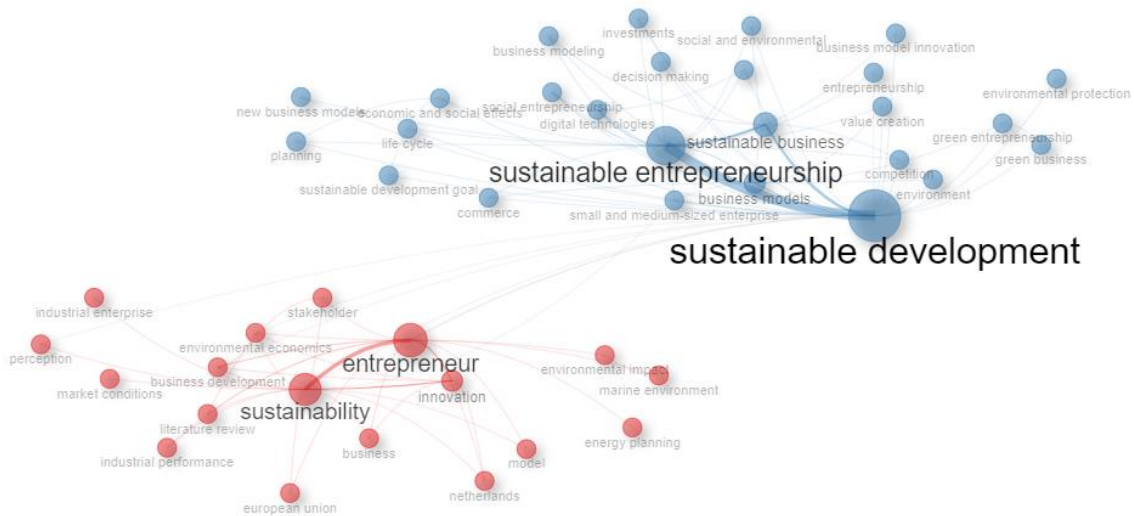 investments
social and environmental
business modeling
business model innovation
decision making
entrepreneurship
environmental protection
social entrepreneurship
new business models
economic and social effects
digital technologies
value creation
green entrepreneurship
life cycle
sustainable business
planning
green business
sustainable entrepreneurship
competition
sustainable development goal
environment
business models
commerce
small and medium-sized enterprise
sustainable development
industrial enterprise
stakeholder
environmental economics
perception
entrepreneur
environmental impact
business development
market conditions
marine environment
innovation
sustainability
literature review
energy planning
business
industrial performance
model
netherlands
european union